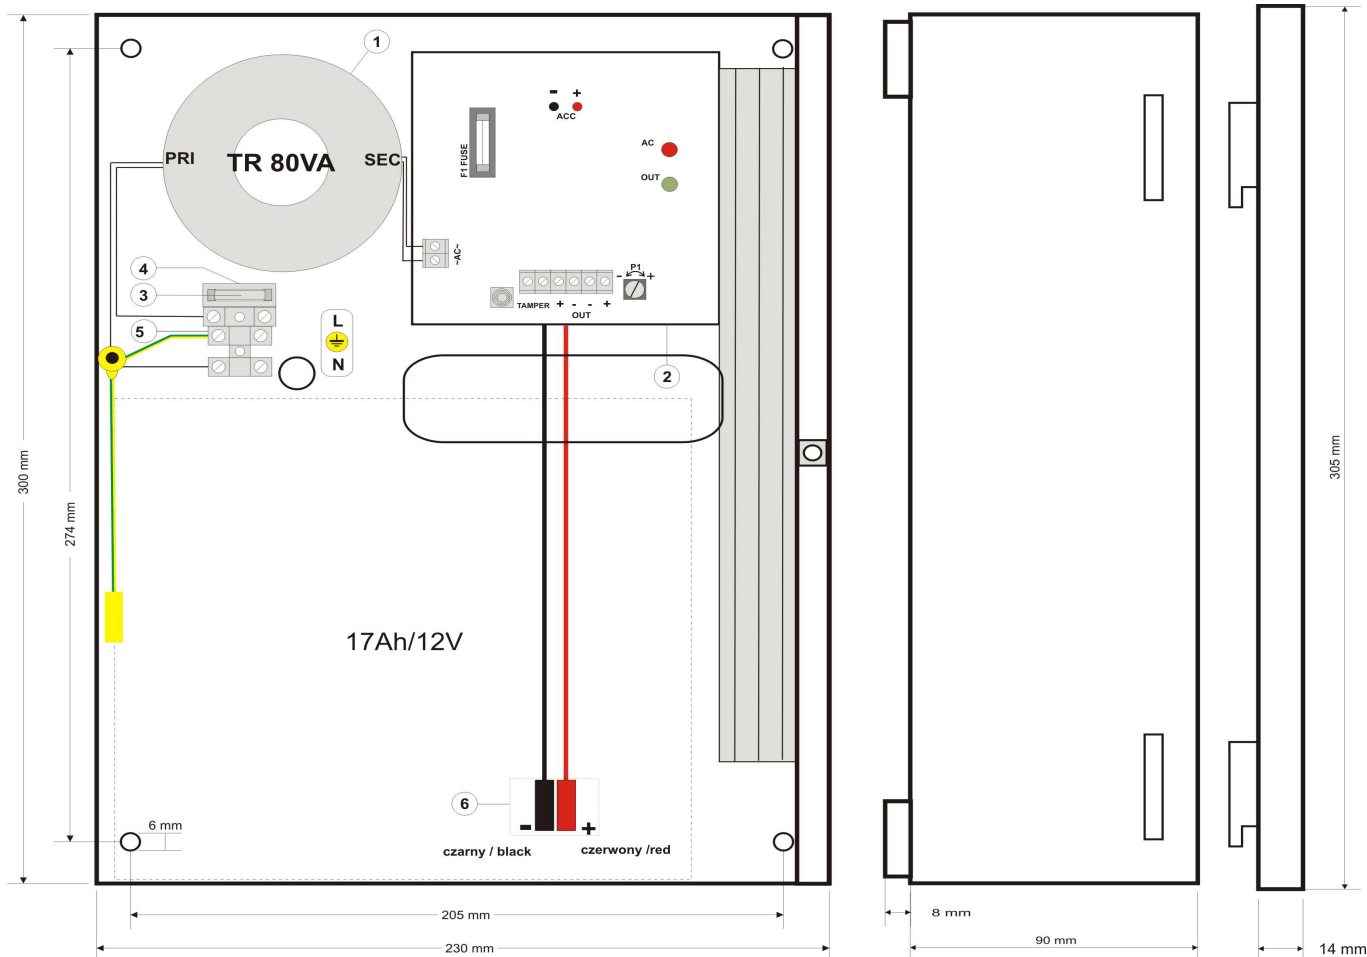 1
- +
ACC
F1 FUSE
AC
OUT
PRI
TR 80VA
SEC
~AC~
4
3
5
L
N
P1
- +
TAMPER + - - +
OUT
2
300 mm
274 mm
305 mm
17Ah/12V
6
- +
6 mm
czarny / black
czerwony /red
205 mm
230 mm
8 mm
90 mm
14 mm